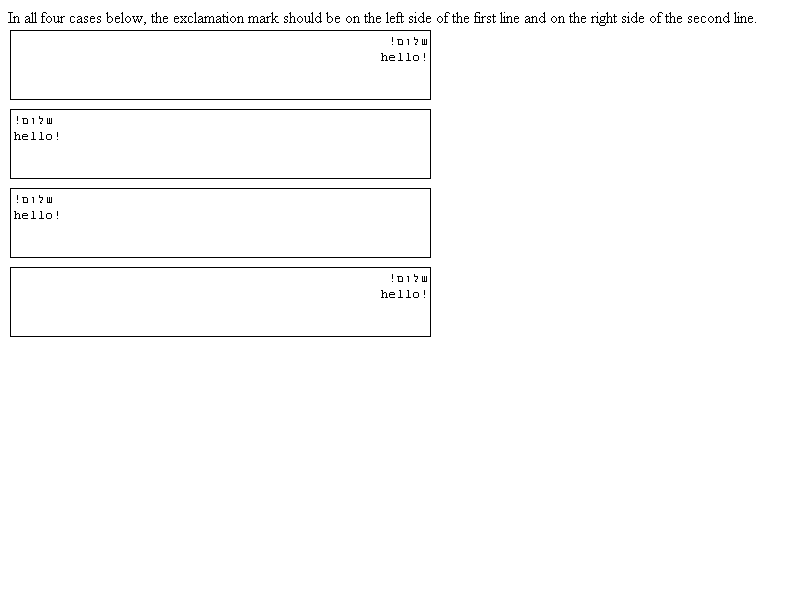 In all four cases below, the exclamation mark should be on the left side of the first line and on the right side of the second line.
שלום!
hello!
שלום!
hello!
שלום!
hello!
שלום!
hello!